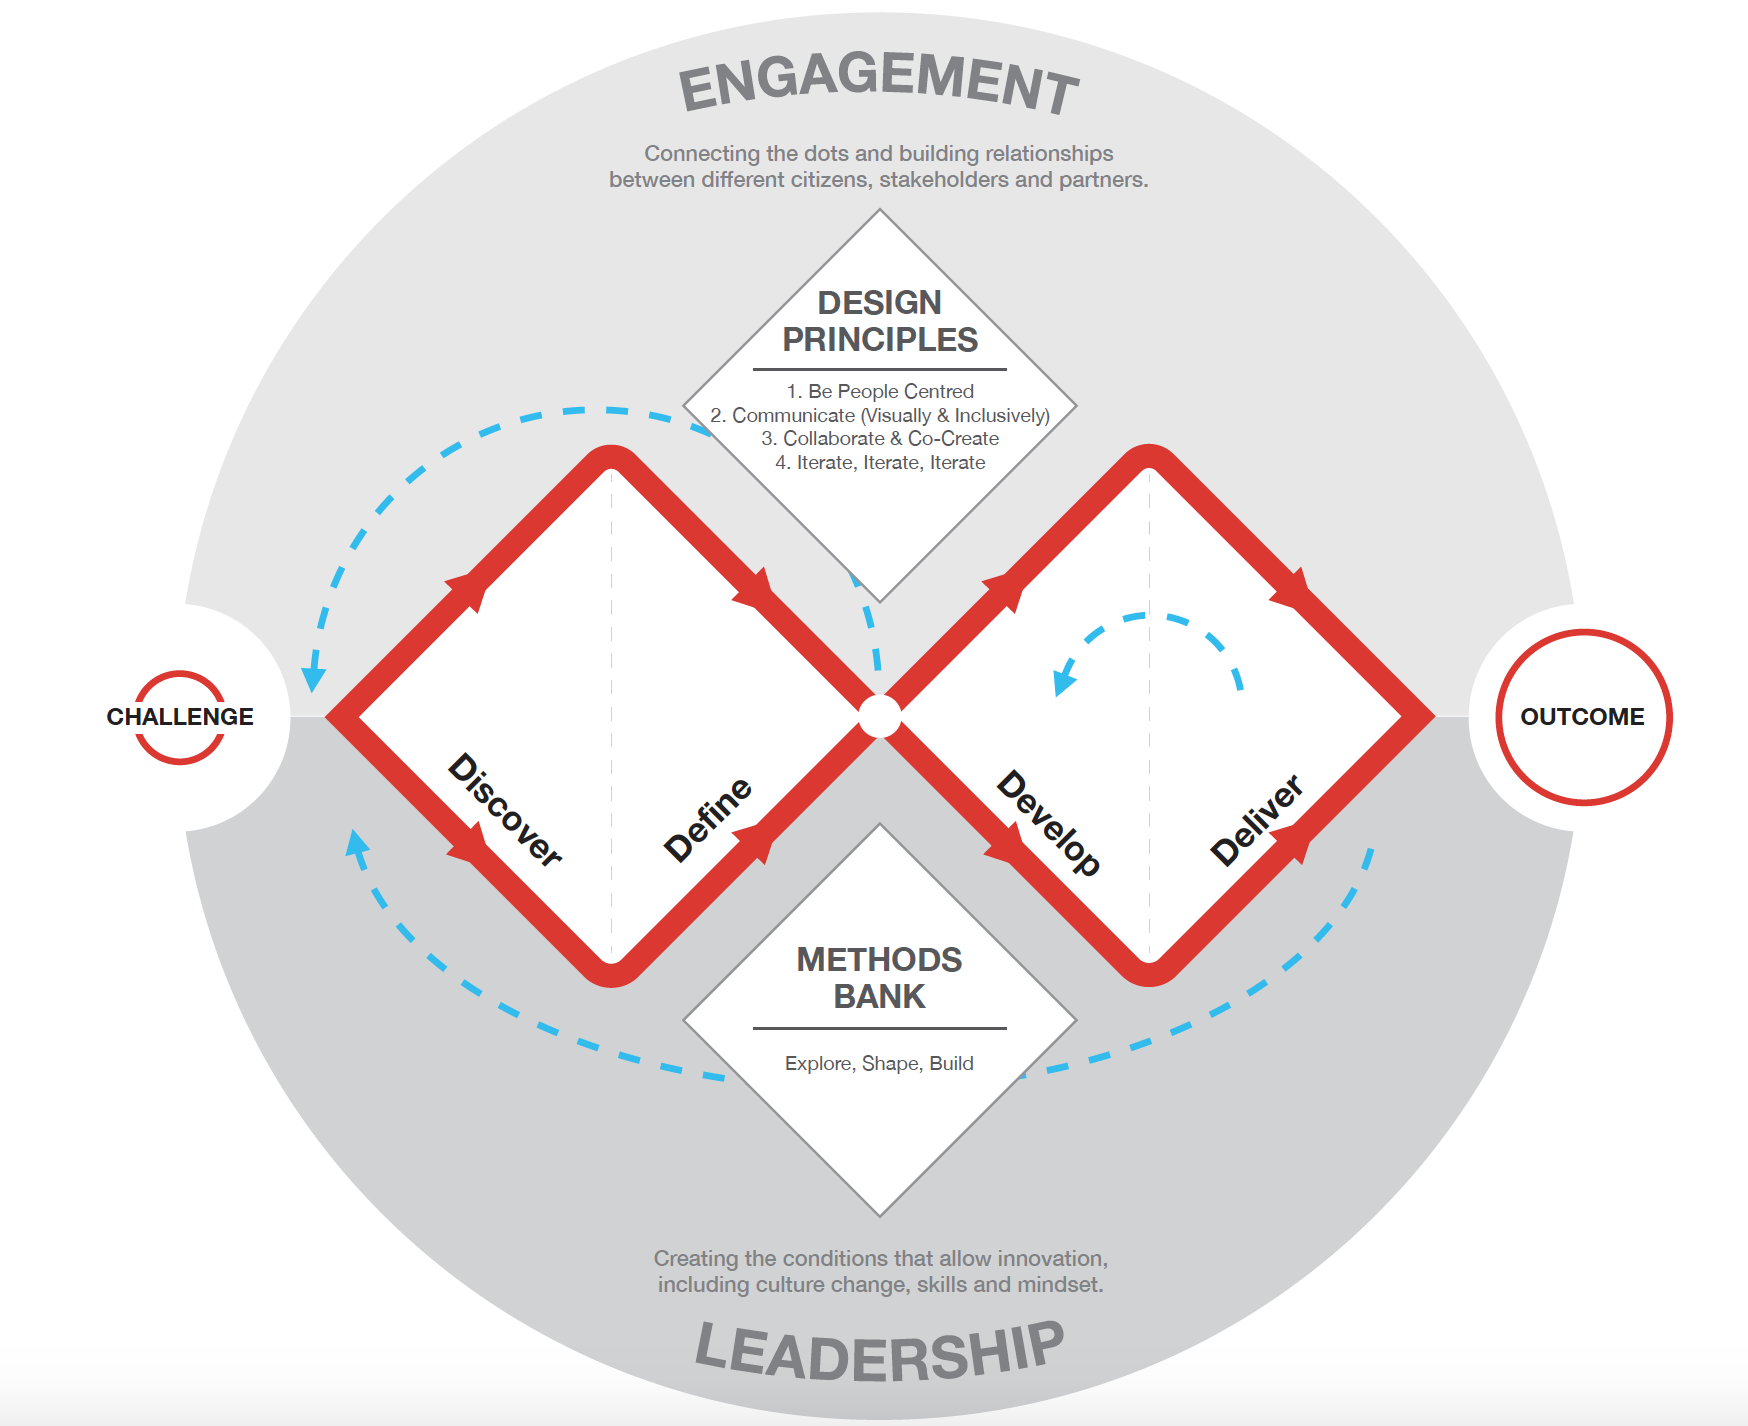 ENGAGEMENT
Connecting the dots and building relationships
between different citizens, stakeholders and partners.
DESIGN
PRINCIPLES
1. Be People Centred
2. Communicate (Visually & Inclusively)
3. Collaborate & Co-Create
4. Iterate, Iterate, Iterate
CHALLENGE
OUTCOME
Discover
Define
Develop
Deliver
METHODS
BANK
Explore, Shape, Build
Creating the conditions that allow innovation,
including culture change, skills and mindset.
LEADERSHIP